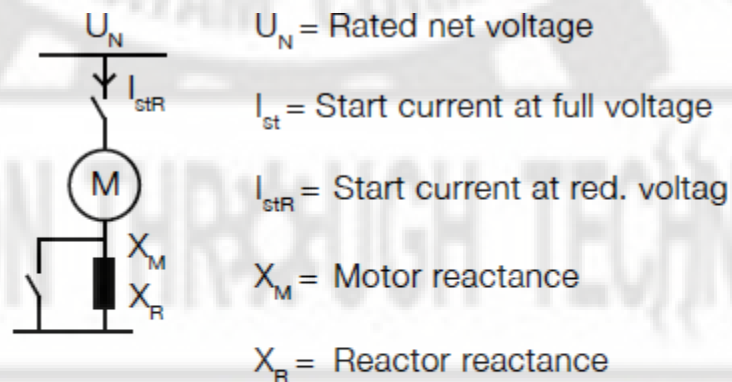 U_N
U_N = Rated net voltage
I_stR
I_st = Start current at full voltage
M
I_stR = Start current at red. voltag
X_M
X_M = Motor reactance
X_R
X_R = Reactor reactance